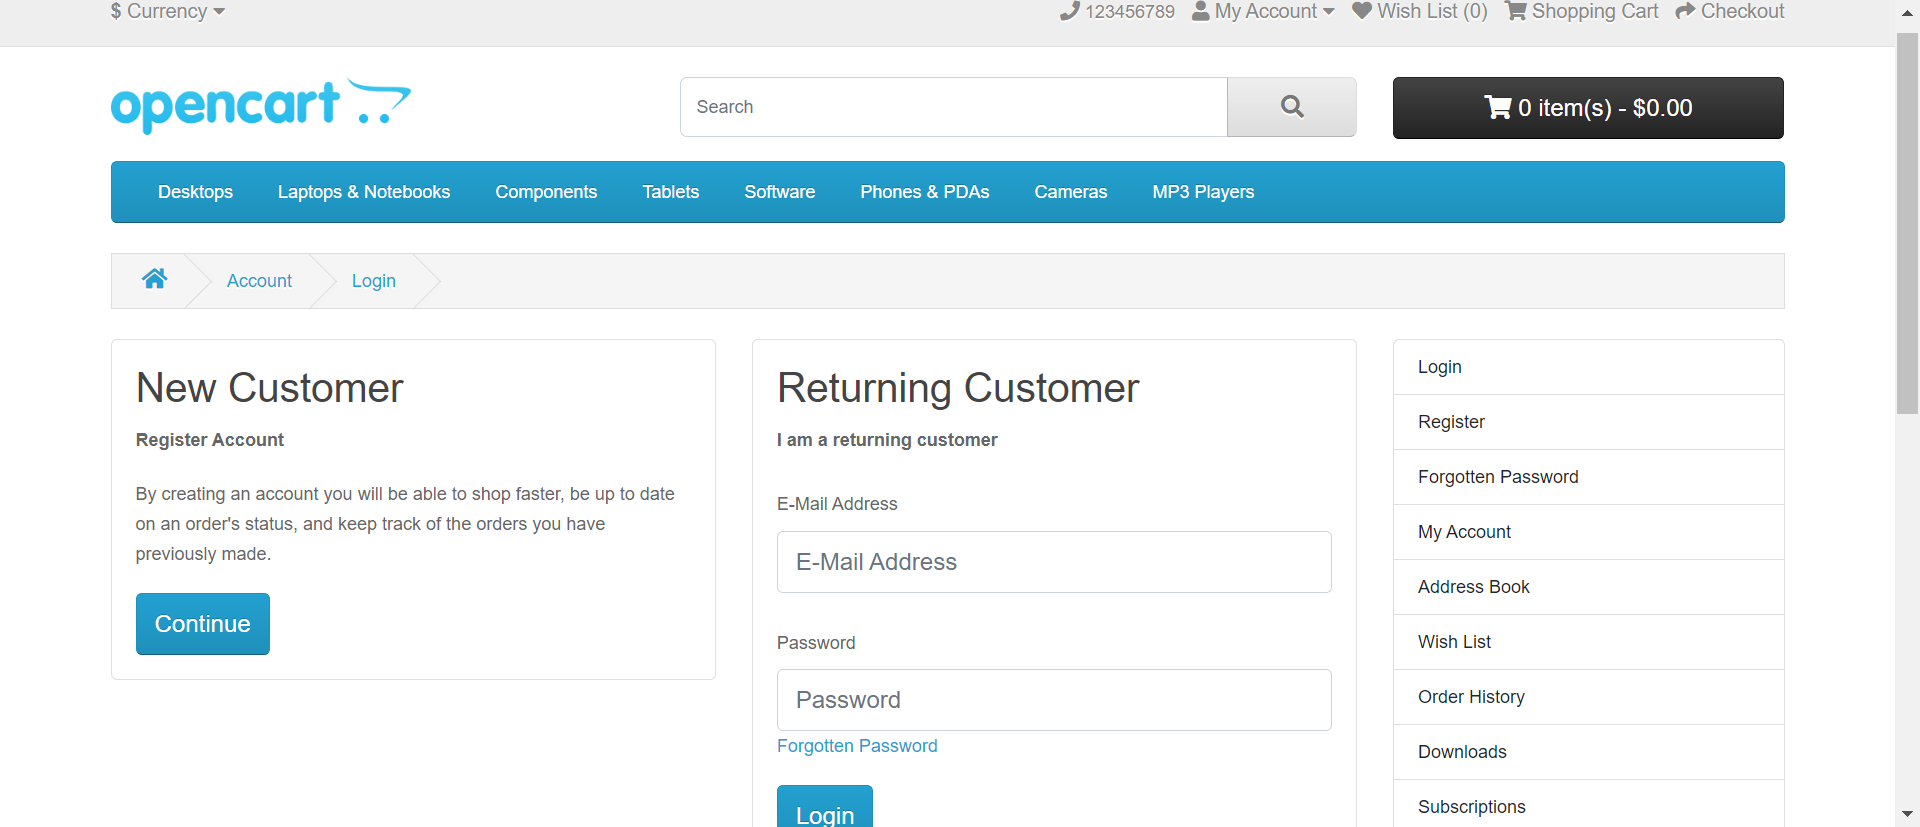 $ Currency
123456789 My Account Wish List (0) Shopping Cart Checkout
opencart
Search
0 item(s) - $0.00
Desktops Laptops & Notebooks Components Tablets Software Phones & PDAs Cameras MP3 Players
Account Login
New Customer
Register Account
By creating an account you will be able to shop faster, be up to date
on an order's status, and keep track of the orders you have
previously made.
Continue
Returning Customer
I am a returning customer
E-Mail Address
E-Mail Address
Password
Password
Forgotten Password
Login
Login
Register
Forgotten Password
My Account
Address Book
Wish List
Order History
Downloads
Subscriptions